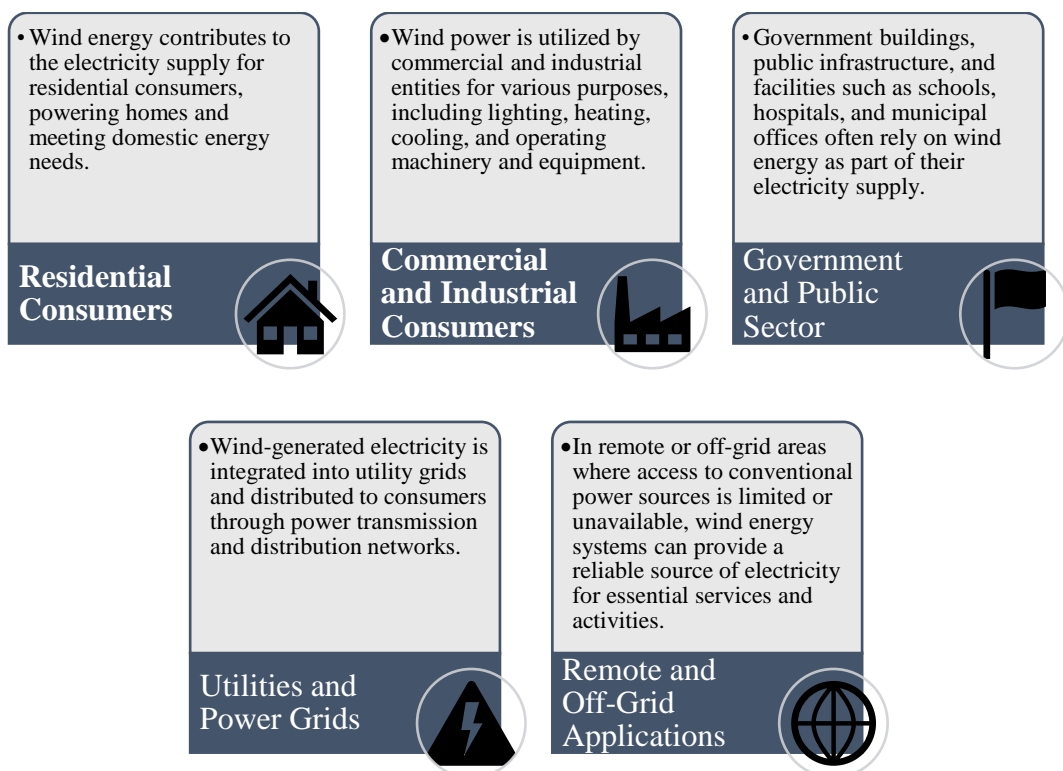 • Wind energy contributes to
the electricity supply for
residential consumers,
powering homes and
meeting domestic energy
needs.
Residential
Consumers
•Wind power is utilized by
commercial and industrial
entities for various purposes,
including lighting, heating,
cooling, and operating
machinery and equipment.
Commercial
and Industrial
Consumers
• Government buildings,
public infrastructure, and
facilities such as schools,
hospitals, and municipal
offices often rely on wind
energy as part of their
electricity supply.
Government
and Public
Sector
•Wind-generated electricity is
integrated into utility grids
and distributed to consumers
through power transmission
and distribution networks.
Utilities and
Power Grids
•In remote or off-grid areas
where access to conventional
power sources is limited or
unavailable, wind energy
systems can provide a
reliable source of electricity
for essential services and
activities.
Remote and
Off-Grid
Applications